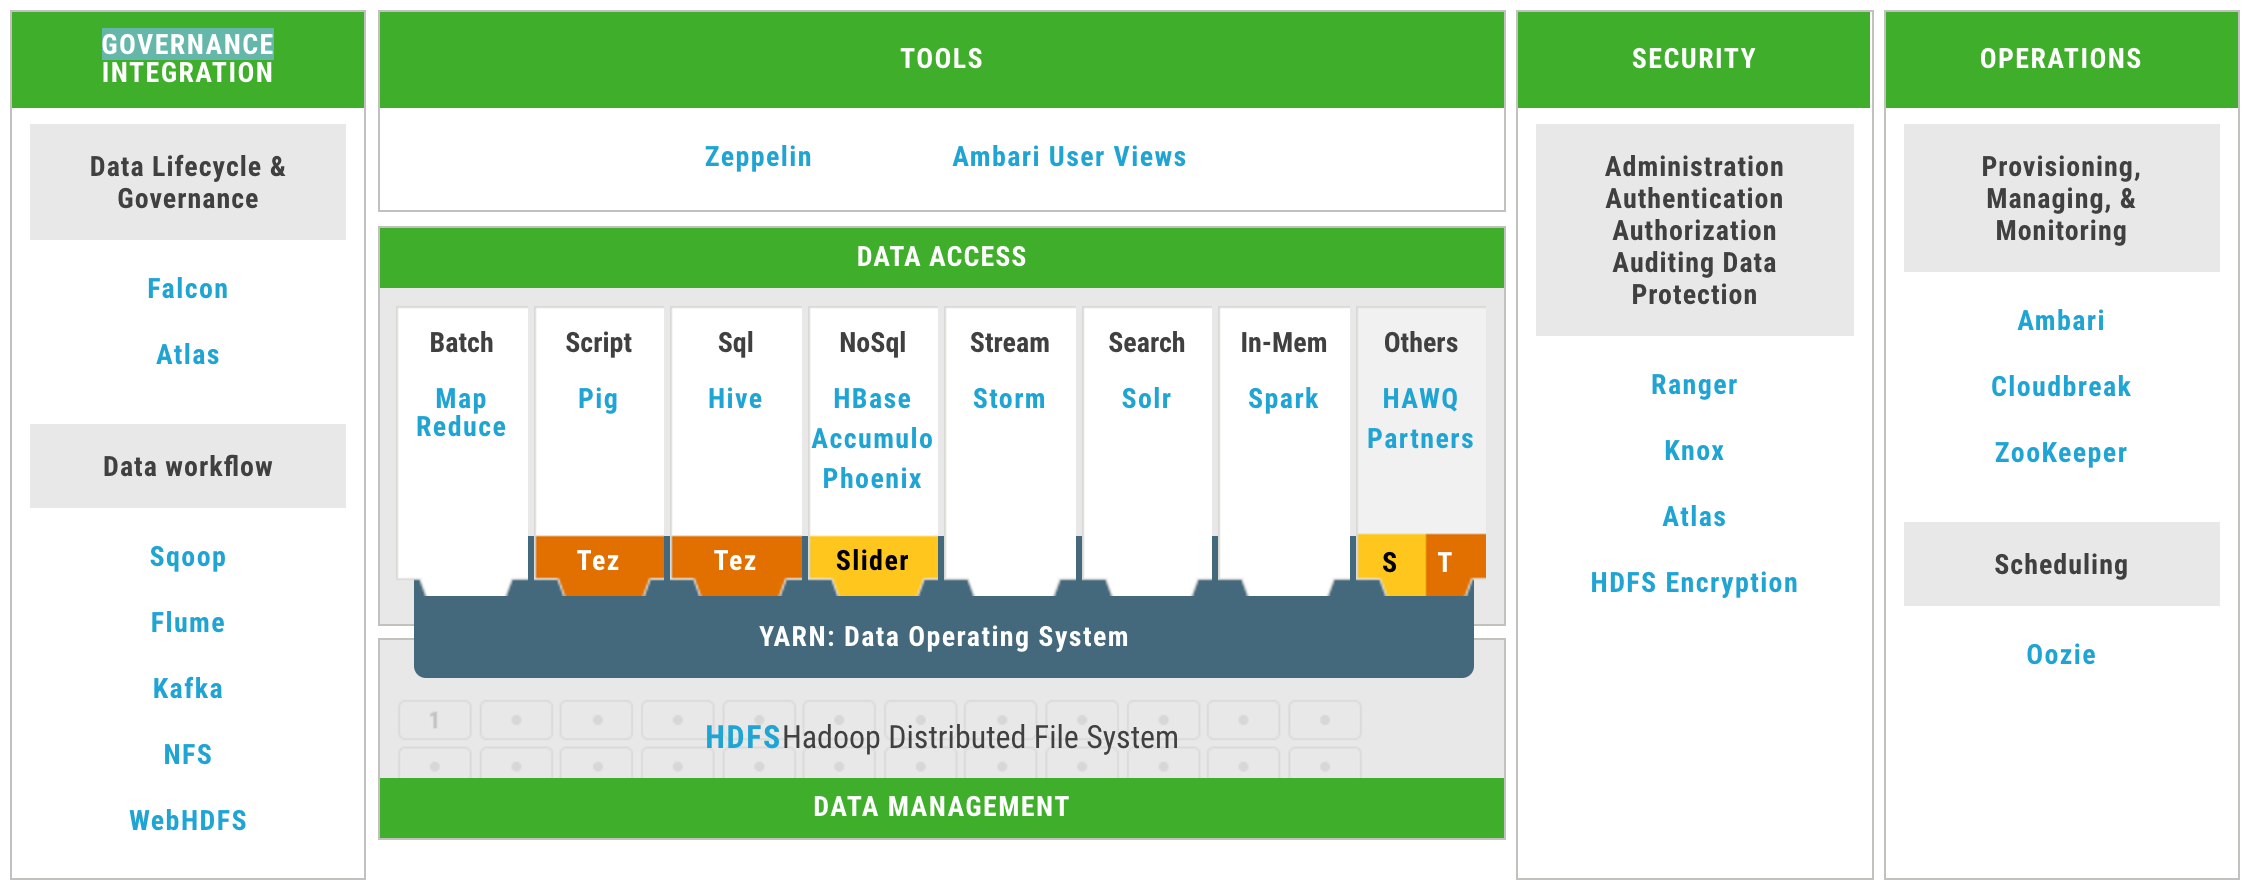 GOVERNANCE
INTEGRATION
Data Lifecycle &
Governance
Falcon
Atlas
Data workflow
Sqoop
Flume
Kafka
NFS
WebHDFS
TOOLS
Zeppelin
Ambari User Views
DATA ACCESS
Batch
Map
Reduce
Script
Pig
Tez
Sql
Hive
Tez
NoSql
HBase
Accumulo
Phoenix
Slider
Stream
Storm
Search
Solr
In-Mem
Spark
Others
HAWQ
Partners
S
T
YARN: Data Operating System
1
HDFS Hadoop Distributed File System
DATA MANAGEMENT
SECURITY
Administration
Authentication
Authorization
Auditing Data
Protection
Ranger
Knox
Atlas
HDFS Encryption
OPERATIONS
Provisioning,
Managing, &
Monitoring
Ambari
Cloudbreak
ZooKeeper
Scheduling
Oozie